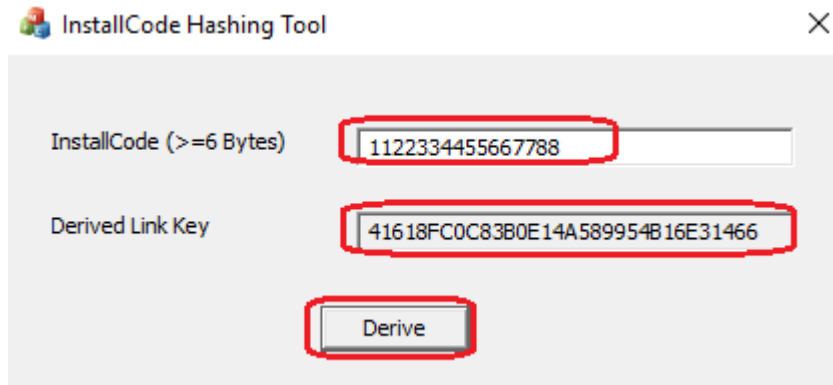 InstallCode Hashing Tool
InstallCode (>=6 Bytes) 1122334455667788
Derived Link Key 41618FC0C83B0E14A589954B16E31466
Derive